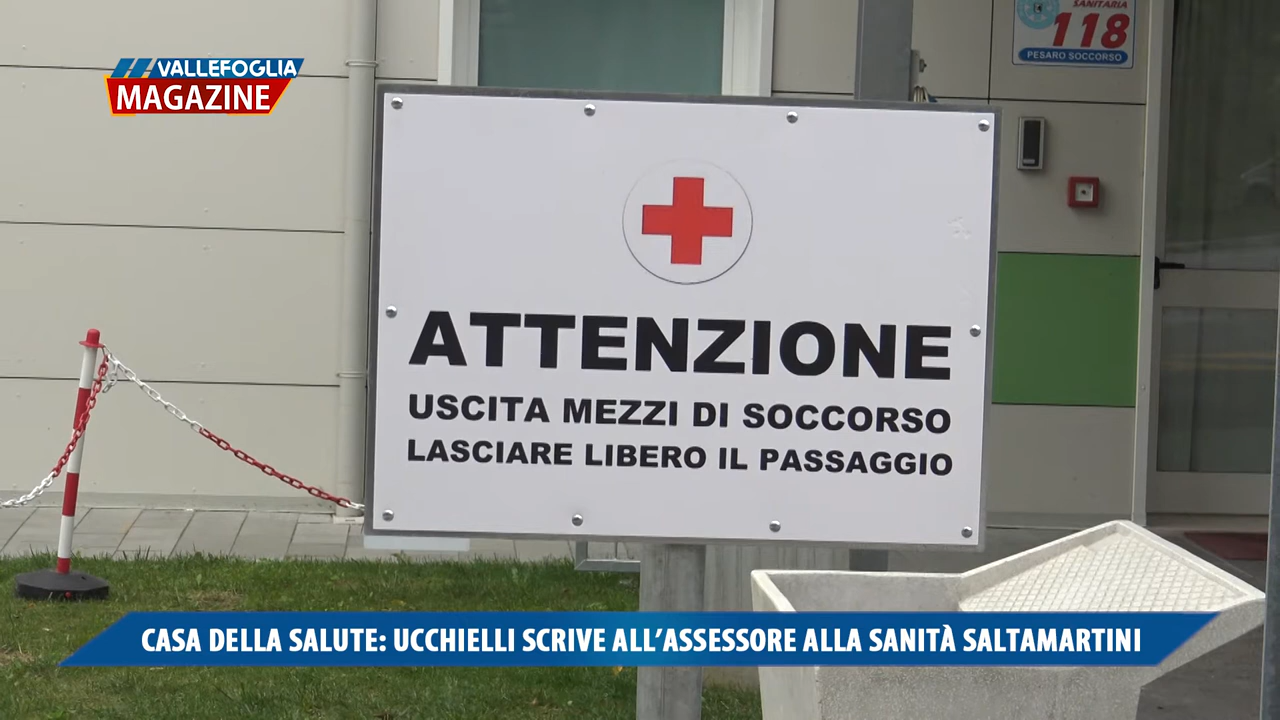 SANITARIA
118
PESARO SOCCORSO
VALLEFOGLIA
MAGAZINE
ATTENZIONE
USCITA MEZZI DI SOCCORSO
LASCIARE LIBERO IL PASSAGGIO
CASA DELLA SALUTE: UCCHIELLI SCRIVE ALL'ASSESSORE ALLA SANITÀ SALTAMARTINI